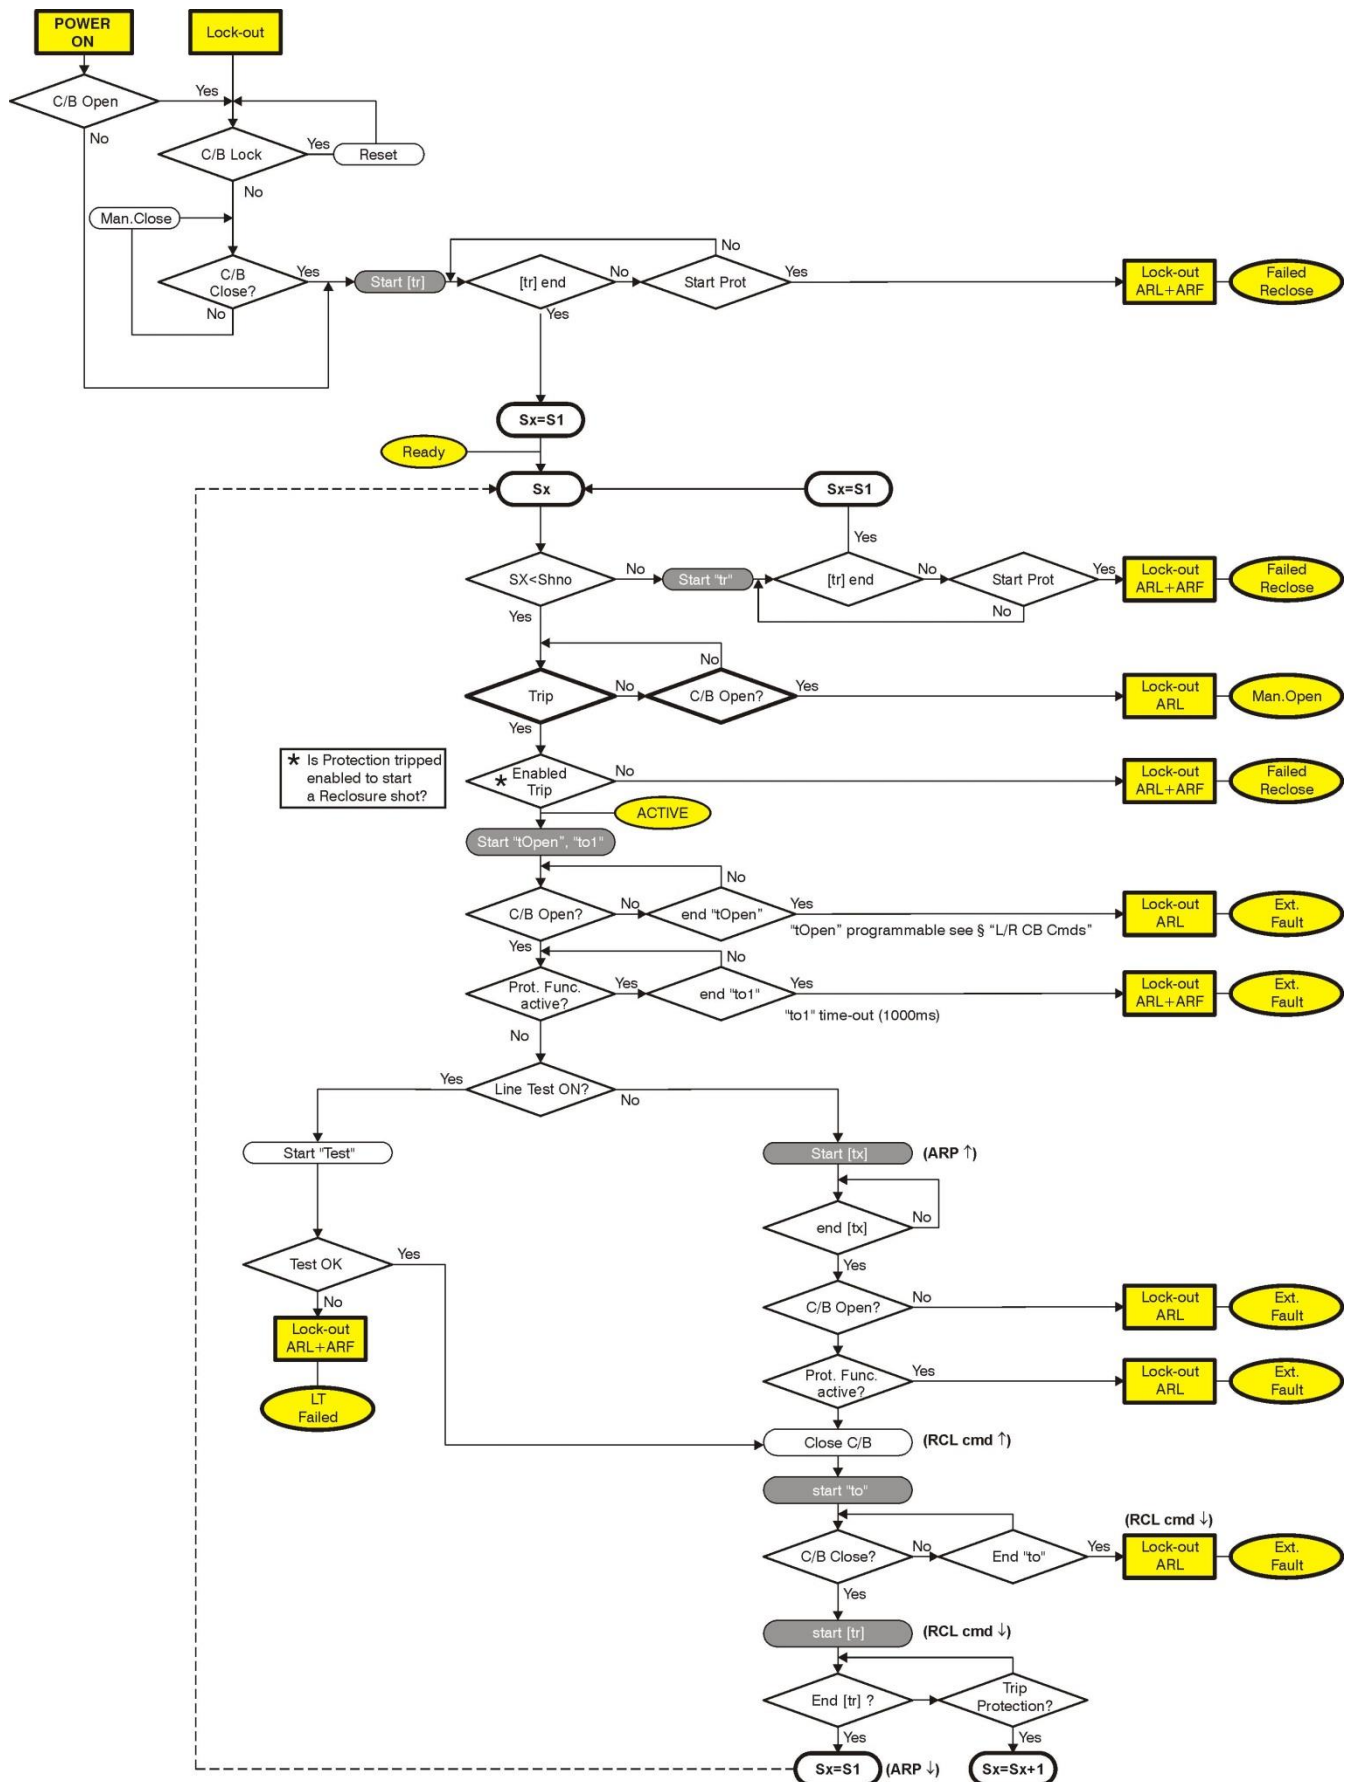 POWER
ON
Lock-out
C/B Open
Yes
No
C/B Lock
Yes
Reset
No
Man.Close
C/B
Close?
Yes
No
Start [tr]
[tr] end
No
Yes
Start Prot
No
Yes
Lock-out
ARL+ARF
Failed
Reclose
Sx=S1
Ready
Sx
Sx=S1
Yes
SX<Shno
No
Yes
Start "tr"
[tr] end
No
Start Prot
Yes
No
Lock-out
ARL+ARF
Failed
Reclose
Trip
No
Yes
C/B Open?
No
Yes
Lock-out
ARL
Man.Open
* Is Protection tripped
enabled to start
a Reclosure shot?
* Enabled
Trip
No
Lock-out
ARL+ARF
Failed
Reclose
ACTIVE
Start "tOpen", "to1"
C/B Open?
No
Yes
end "tOpen"
No
Yes
"tOpen" programmable see § "L/R CB Cmds"
Lock-out
ARL
Ext.
Fault
Prot. Func.
active?
Yes
No
end "to1"
No
Yes
"to1" time-out (1000ms)
Lock-out
ARL+ARF
Ext.
Fault
Line Test ON?
Yes
No
Start "Test"
Test OK
Yes
No
Lock-out
ARL+ARF
LT
Failed
Start [tx]
(ARP ↑)
end [tx]
No
Yes
C/B Open?
No
Lock-out
ARL
Ext.
Fault
Prot. Func.
active?
Yes
Lock-out
ARL
Ext.
Fault
Close C/B
(RCL cmd ↑)
start "to"
C/B Close?
No
Yes
End "to"
Yes
(RCL cmd ↓)
Lock-out
ARL
Ext.
Fault
start [tr]
(RCL cmd ↓)
End [tr] ?
Yes
Trip
Protection?
Yes
Sx=S1
(ARP ↓)
Sx=Sx+1